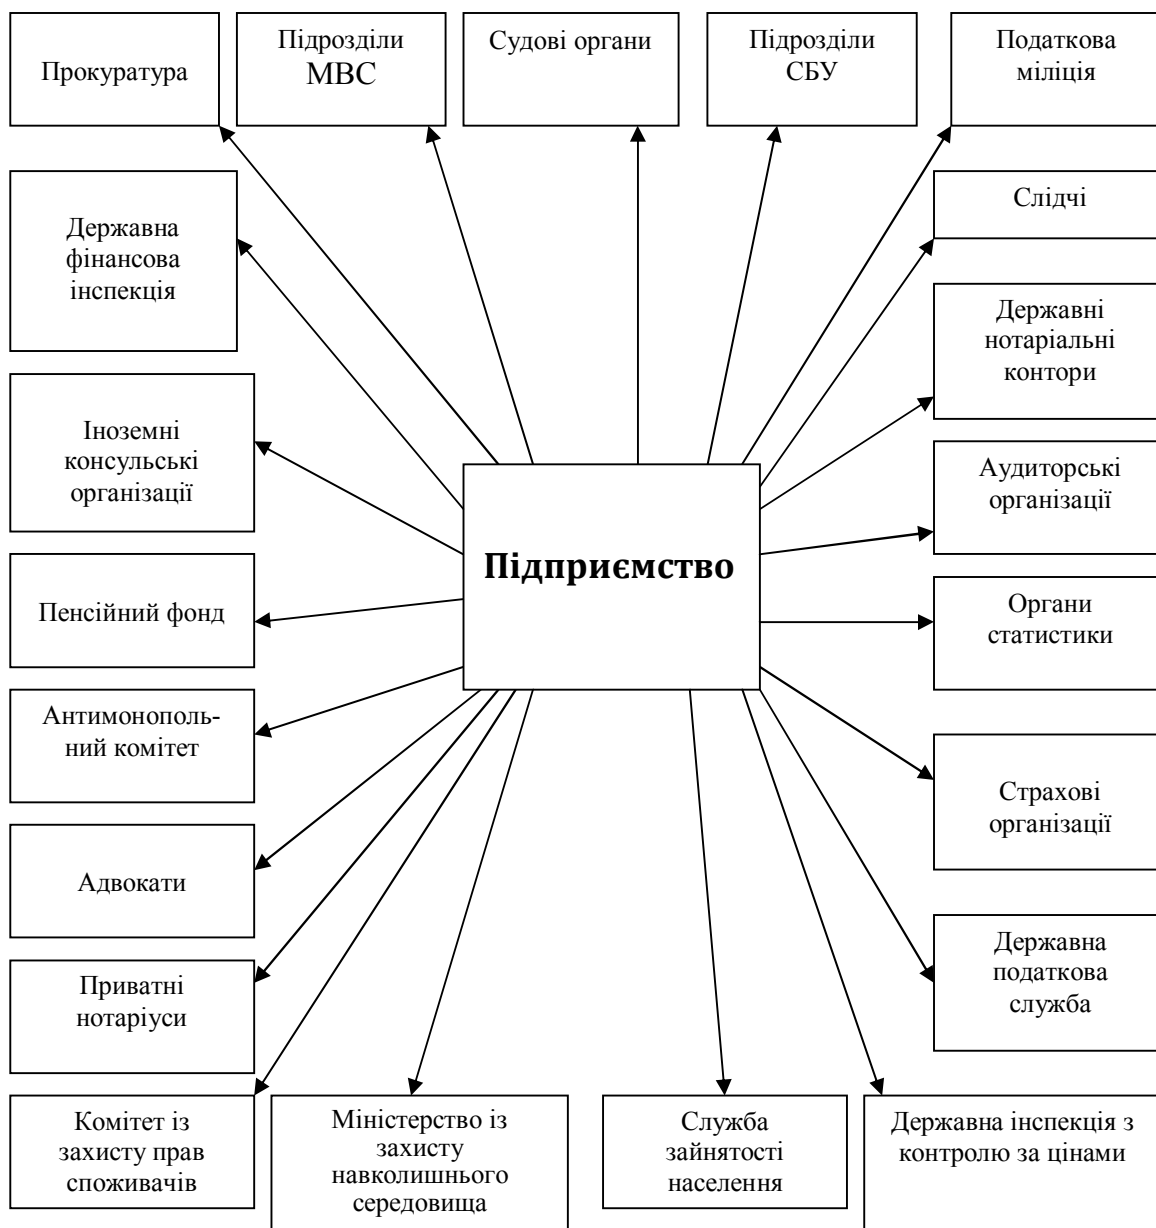 Прокуратура
Підрозділи
МВС
Судові органи
Підрозділи
СБУ
Податкова
міліція
Державна
фінансова
інспекція
Слідчі
Державні
нотаріальні
контори
Іноземні
консульські
організації
Аудиторські
організації
Підприємство
Пенсійний фонд
Органи
статистики
Антимонополь-
ний комітет
Страхові
організації
Адвокати
Державна
податкова
служба
Приватні
нотаріуси
Комітет із
захисту прав
споживачів
Міністерство із
захисту
навколишнього
середовища
Служба
зайнятості
населення
Державна інспекція з
контролю за цінами